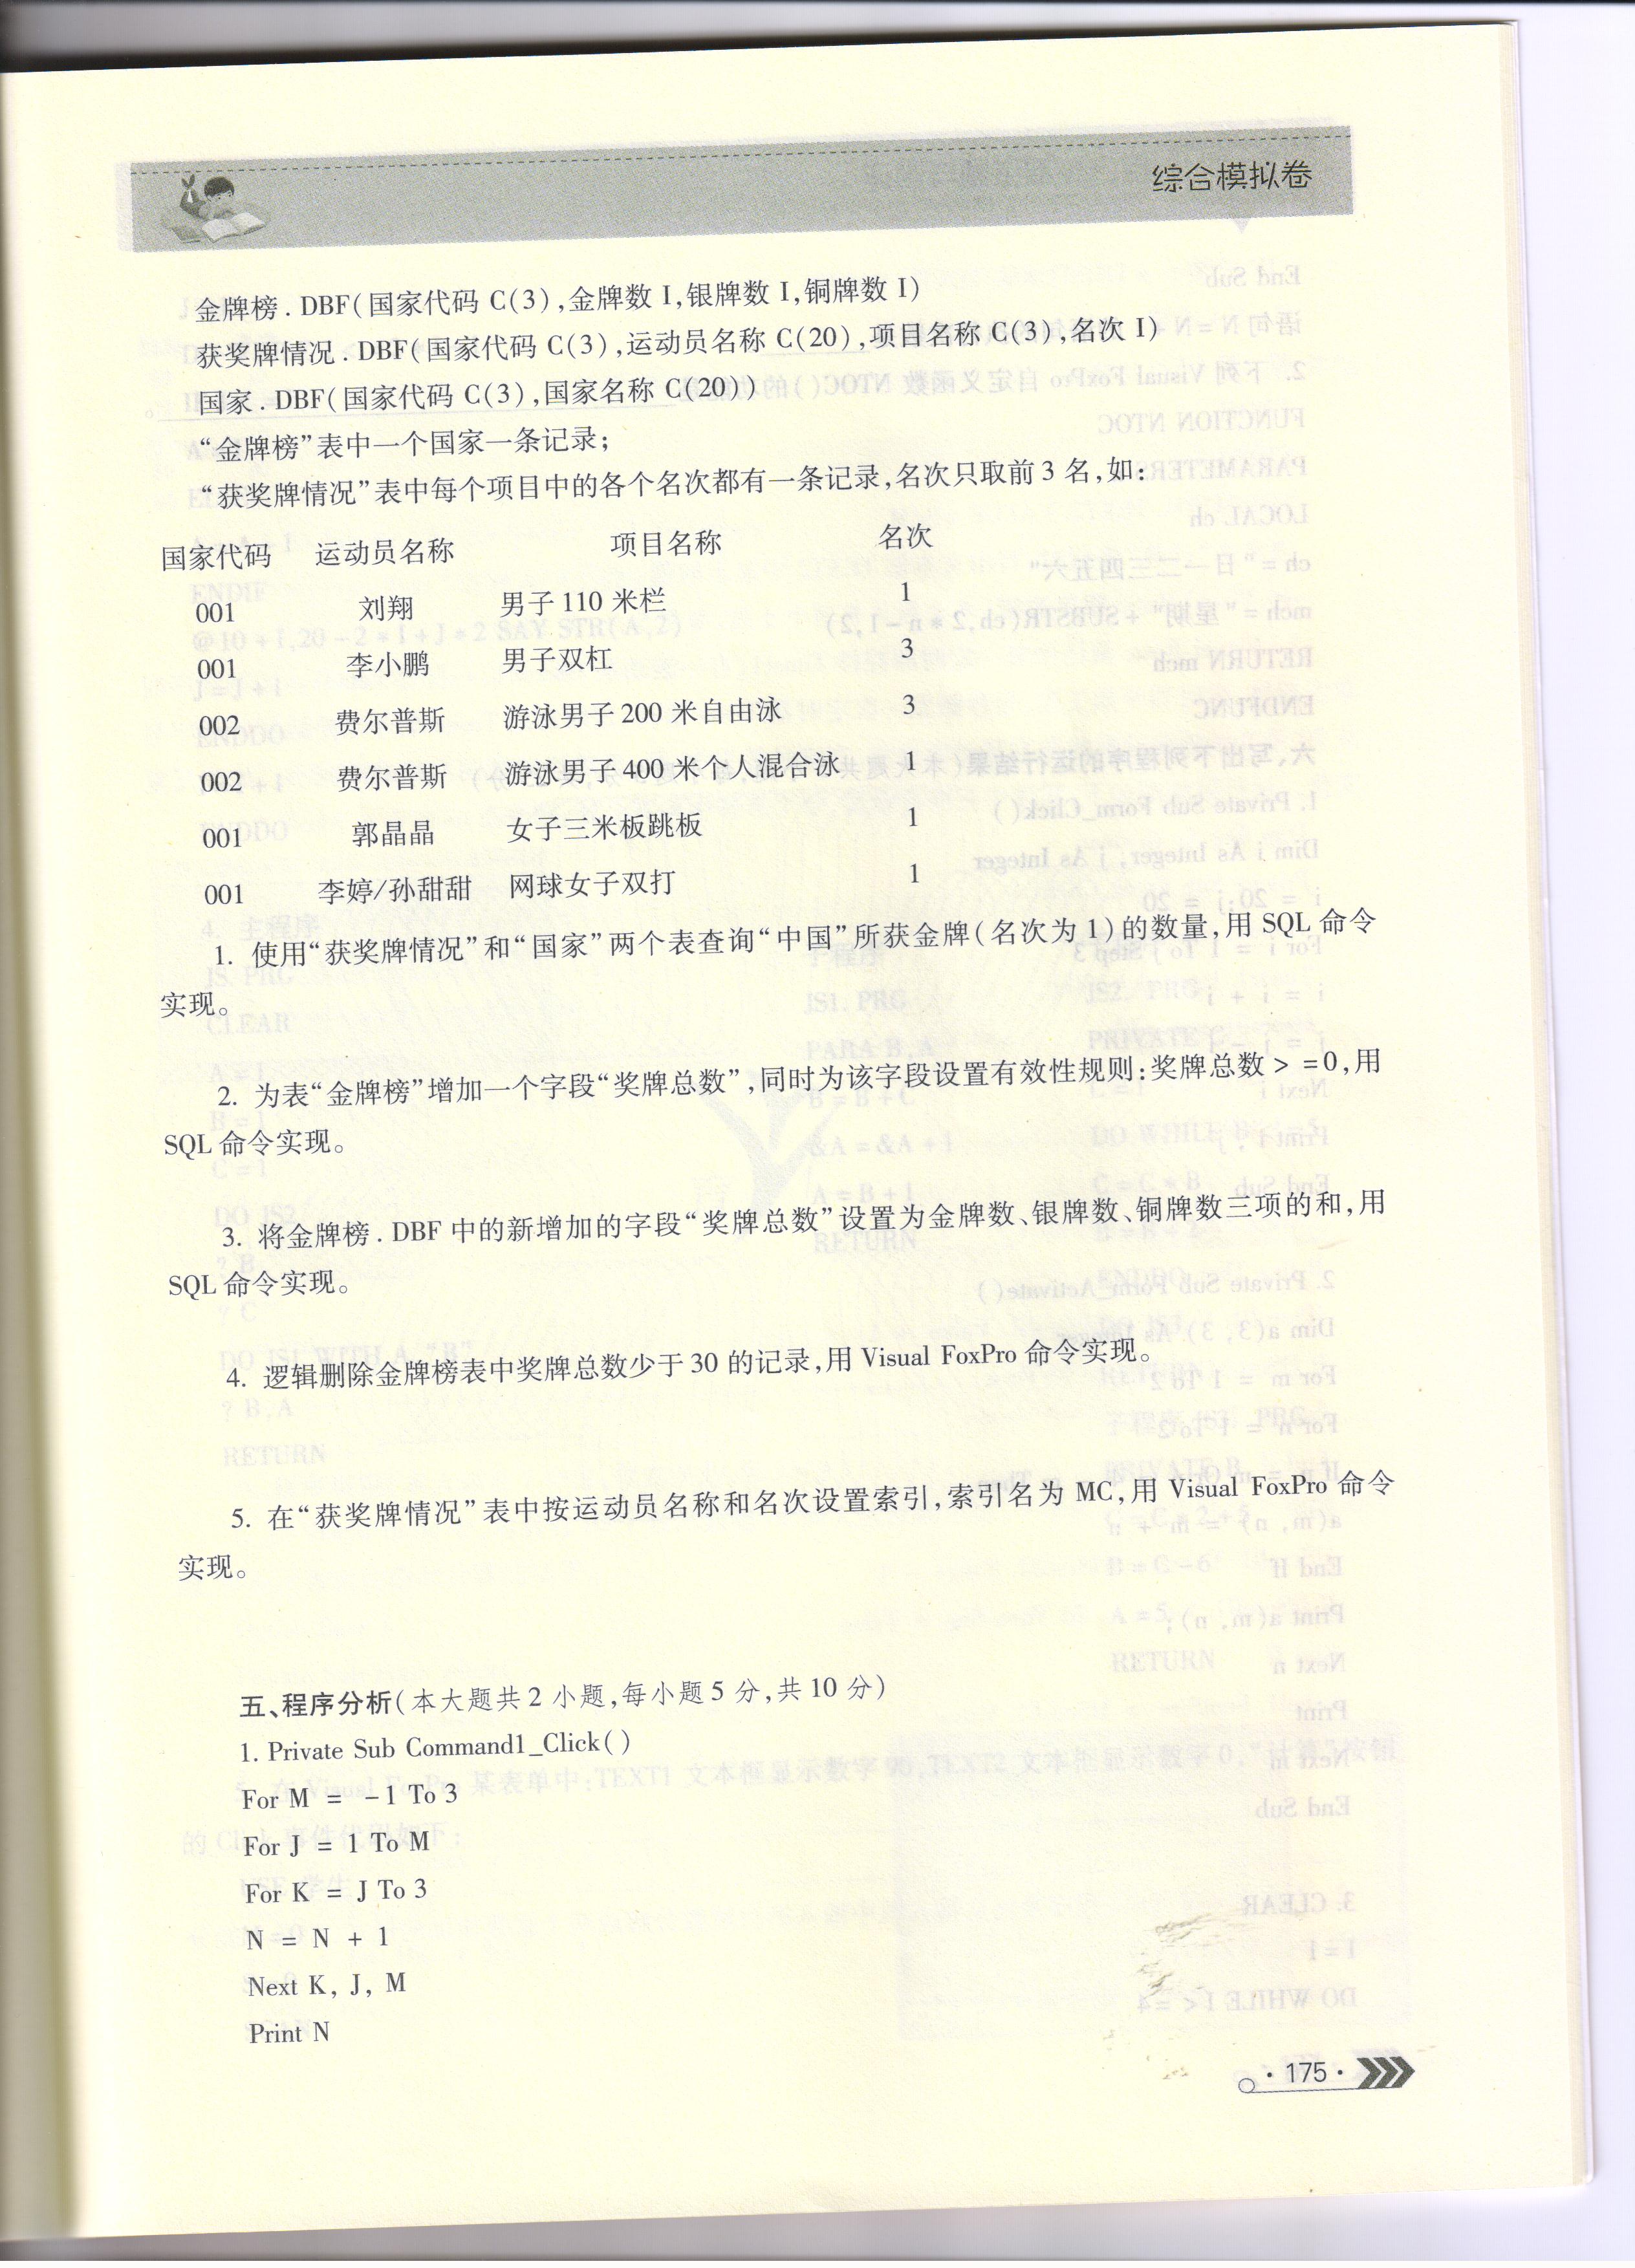 综合模拟卷
金牌榜.DBF(国家代码 C(3),金牌数 I,银牌数 I,铜牌数 I)
获奖牌情况.DBF(国家代码 C(3),运动员名称 C(20),项目名称 C(3),名次 I)
国家.DBF(国家代码 C(3),国家名称 C(20))
“金牌榜”表中一个国家一条记录;
“获奖牌情况”表中每个项目中的各个名次都有一条记录,名次只取前 3 名,如:
国家代码 运动员名称 项目名称 名次
001 刘翔 男子 110 米栏 1
001 李小鹏 男子双杠 3
002 费尔普斯 游泳男子 200 米自由泳 3
002 费尔普斯 游泳男子 400 米个人混合泳 1
001 郭晶晶 女子三米板跳板 1
001 李婷/孙甜甜 网球女子双打 1
1. 使用“获奖牌情况”和“国家”两个表查询“中国”所获金牌(名次为 1)的数量,用 SQL 命令
实现。
2. 为表“金牌榜”增加一个字段“奖牌总数”,同时为该字段设置有效性规则:奖牌总数 > =0,用
SQL 命令实现。
3. 将金牌榜.DBF 中的新增加的字段“奖牌总数”设置为金牌数、银牌数、铜牌数三项的和,用
SQL 命令实现。
4. 逻辑删除金牌榜表中奖牌总数少于 30 的记录,用 Visual FoxPro 命令实现。
5. 在“获奖牌情况”表中按运动员名称和名次设置索引,索引名为 MC,用 Visual FoxPro 命令
实现。
五、程序分析(本大题共 2 小题,每小题 5 分,共 10 分)
1. Private Sub Command1_Click( )
For M = -1 To 3
For J = 1 To M
For K = J To 3
N = N + 1
Next K, J, M
Print N
· 175 ·